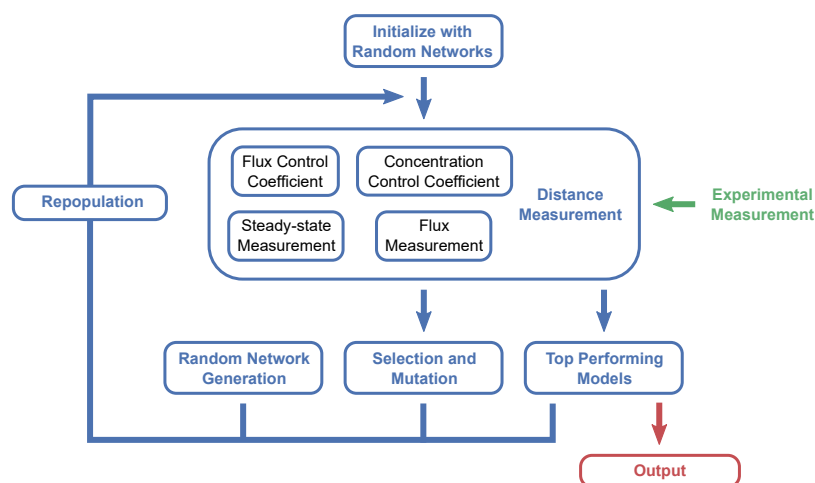 Initialize with
Random Networks
Flux Control
Coefficient
Concentration
Control Coefficient
Distance
Measurement
Steady-state
Measurement
Flux
Measurement
Experimental
Measurement
Repopulation
Random Network
Generation
Selection and
Mutation
Top Performing
Models
Output